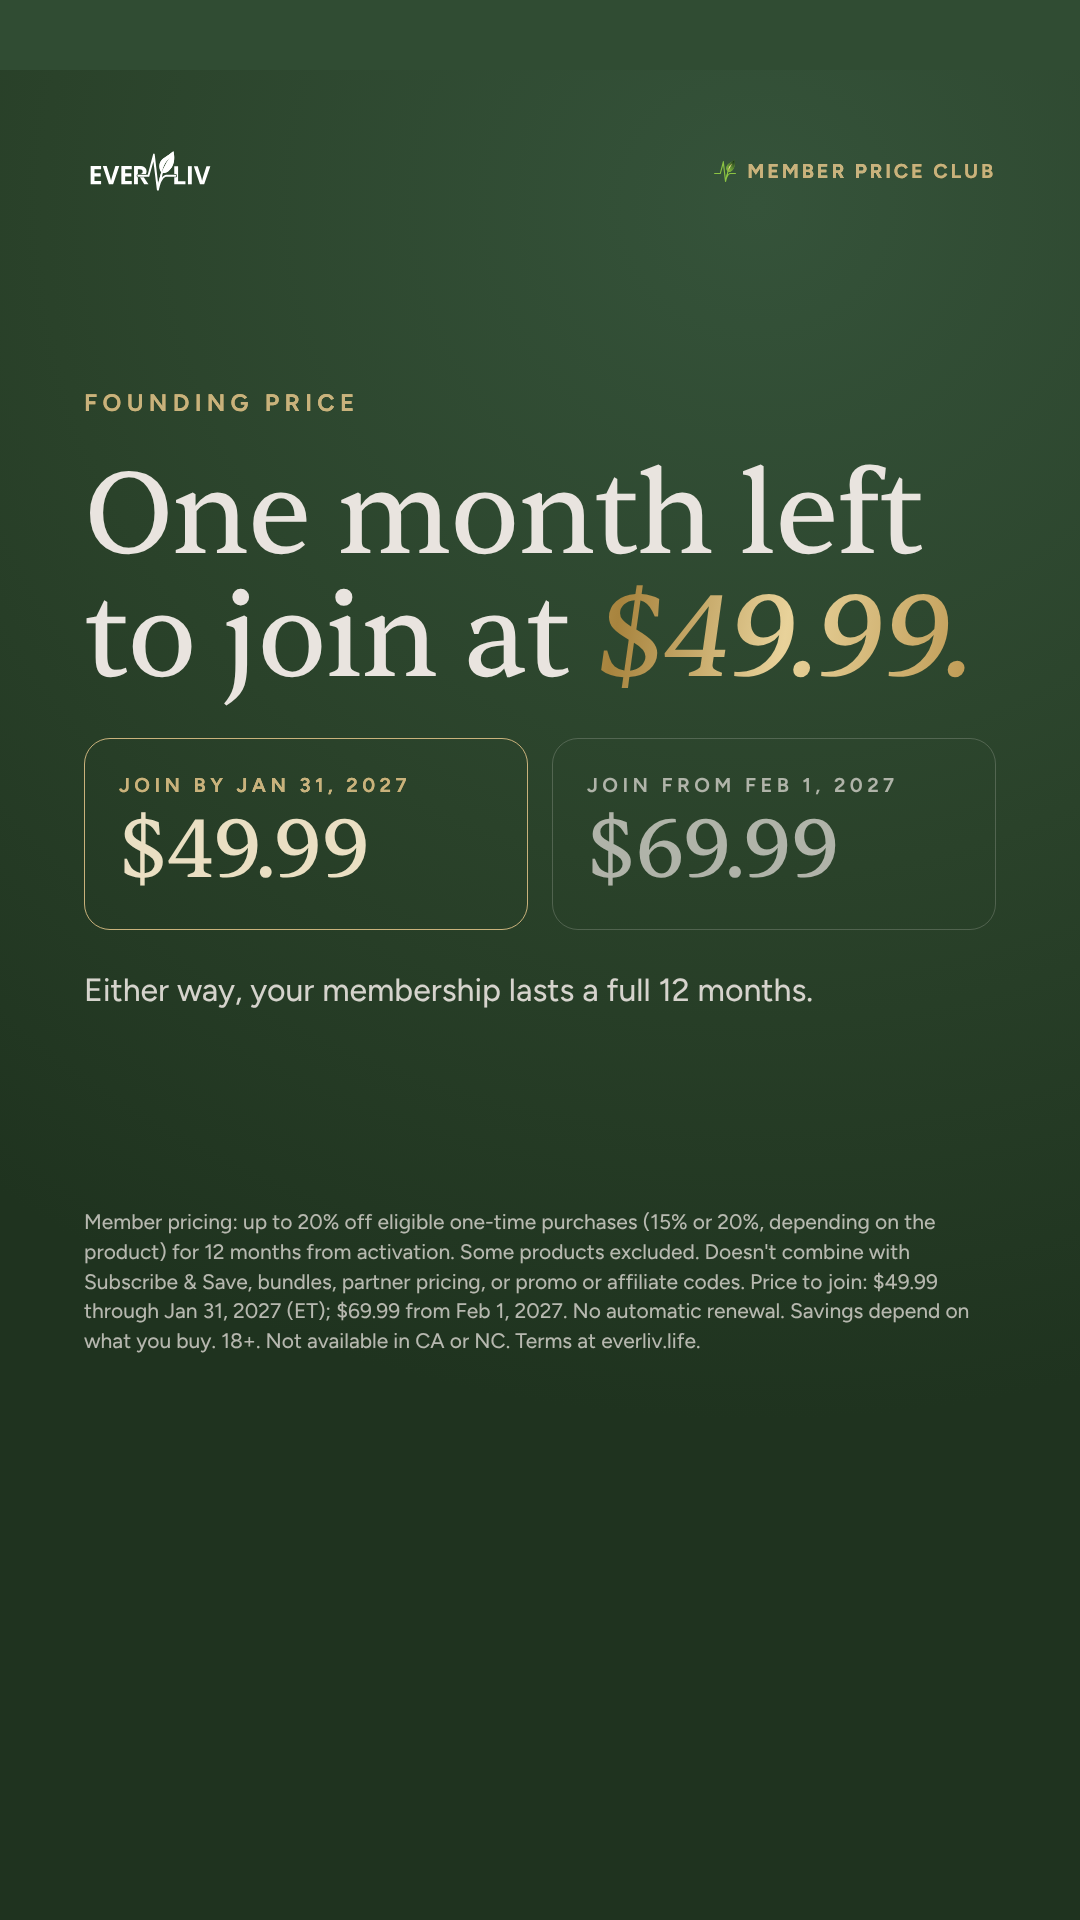 EVERLIV
MEMBER PRICE CLUB
FOUNDING PRICE
One month left
to join at $49.99.
JOIN BY JAN 31, 2027
$49.99
JOIN FROM FEB 1, 2027
$69.99
Either way, your membership lasts a full 12 months.
Member pricing: up to 20% off eligible one-time purchases (15% or 20%, depending on the
product) for 12 months from activation. Some products excluded. Doesn't combine with
Subscribe & Save, bundles, partner pricing, or promo or affiliate codes. Price to join: $49.99
through Jan 31, 2027 (ET); $69.99 from Feb 1, 2027. No automatic renewal. Savings depend on
what you buy. 18+. Not available in CA or NC. Terms at everliv.life.